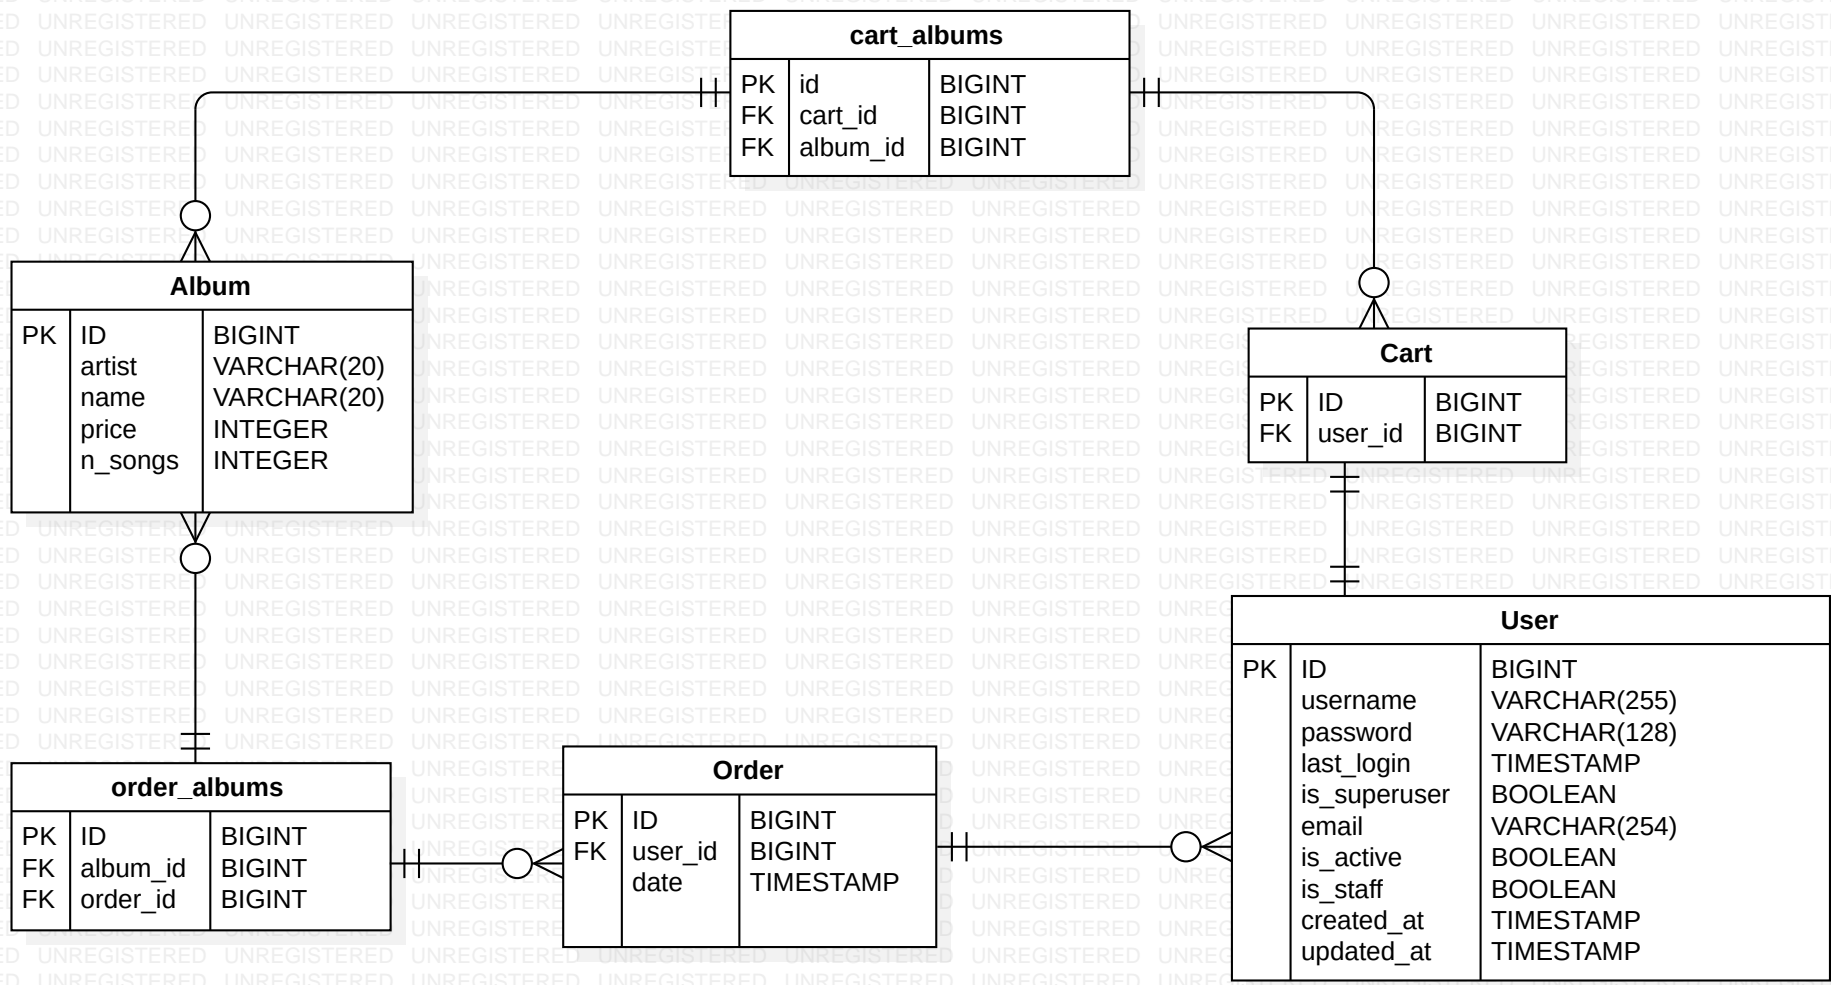 cart_albums
PK id BIGINT
FK cart_id BIGINT
FK album_id BIGINT
Album
PK ID BIGINT
artist VARCHAR(20)
name VARCHAR(20)
price INTEGER
n_songs INTEGER
Cart
PK ID BIGINT
FK user_id BIGINT
User
PK ID BIGINT
username VARCHAR(255)
password VARCHAR(128)
last_login TIMESTAMP
is_superuser BOOLEAN
email VARCHAR(254)
is_active BOOLEAN
is_staff BOOLEAN
created_at TIMESTAMP
updated_at TIMESTAMP
order_albums
PK ID BIGINT
FK album_id BIGINT
FK order_id BIGINT
Order
PK ID BIGINT
FK user_id BIGINT
date TIMESTAMP
UNREGISTERED